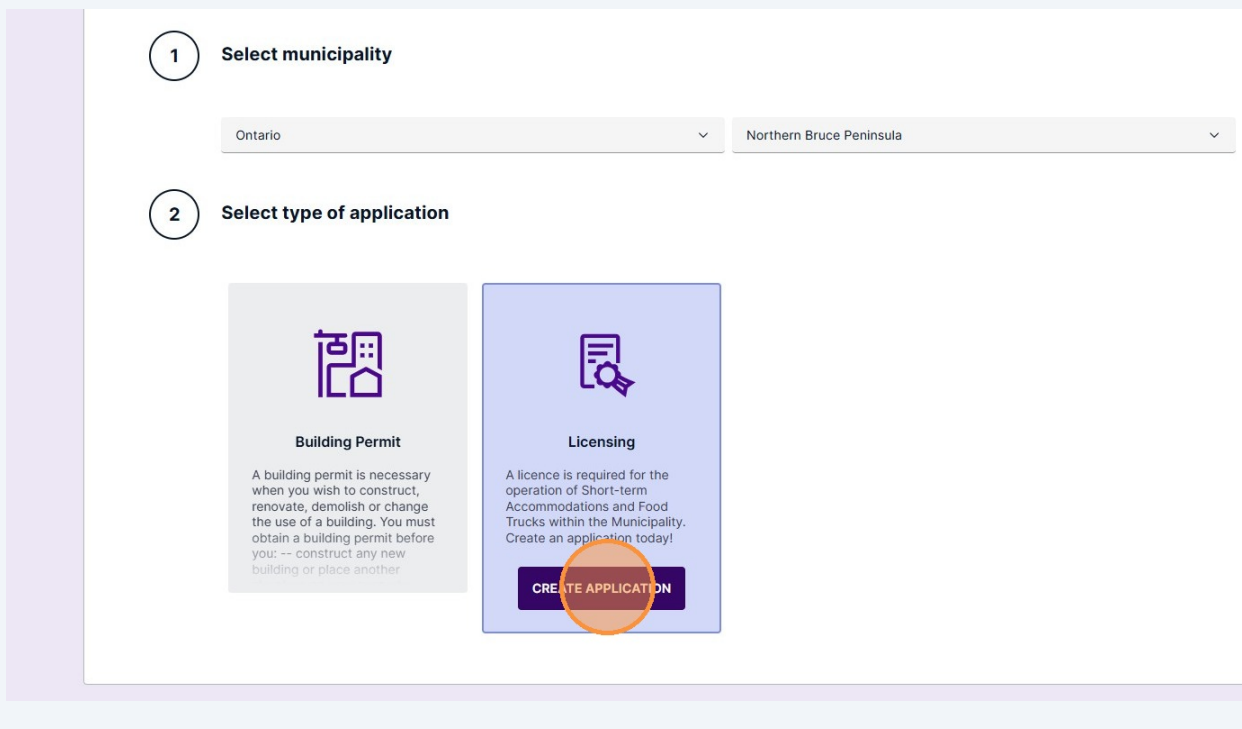 1
Select municipality
Ontario
Northern Bruce Peninsula
2
Select type of application
Building Permit
A building permit is necessary
when you wish to construct,
renovate, demolish or change
the use of a building. You must
obtain a building permit before
you: -- construct any new
building or place another
Licensing
A licence is required for the
operation of Short-term
Accommodations and Food
Trucks within the Municipality.
Create an application today!
CREATE APPLICATION